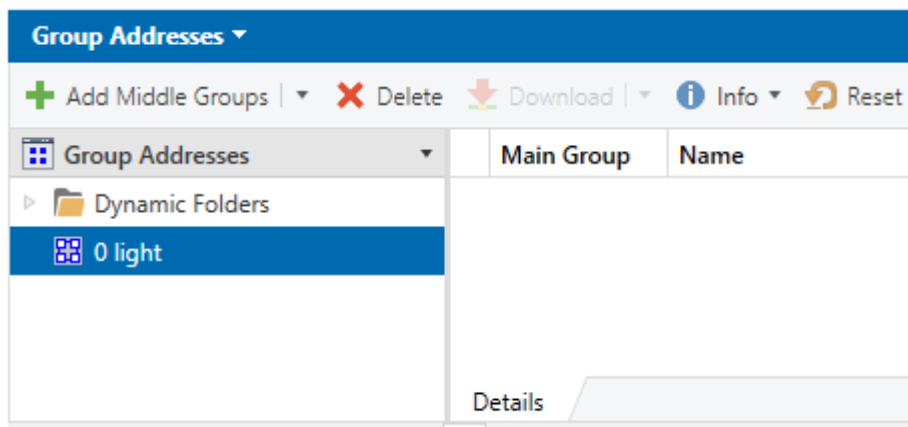 Group Addresses
Add Middle Groups Delete Download Info Reset
Group Addresses Main Group Name
Dynamic Folders
0 light
Details